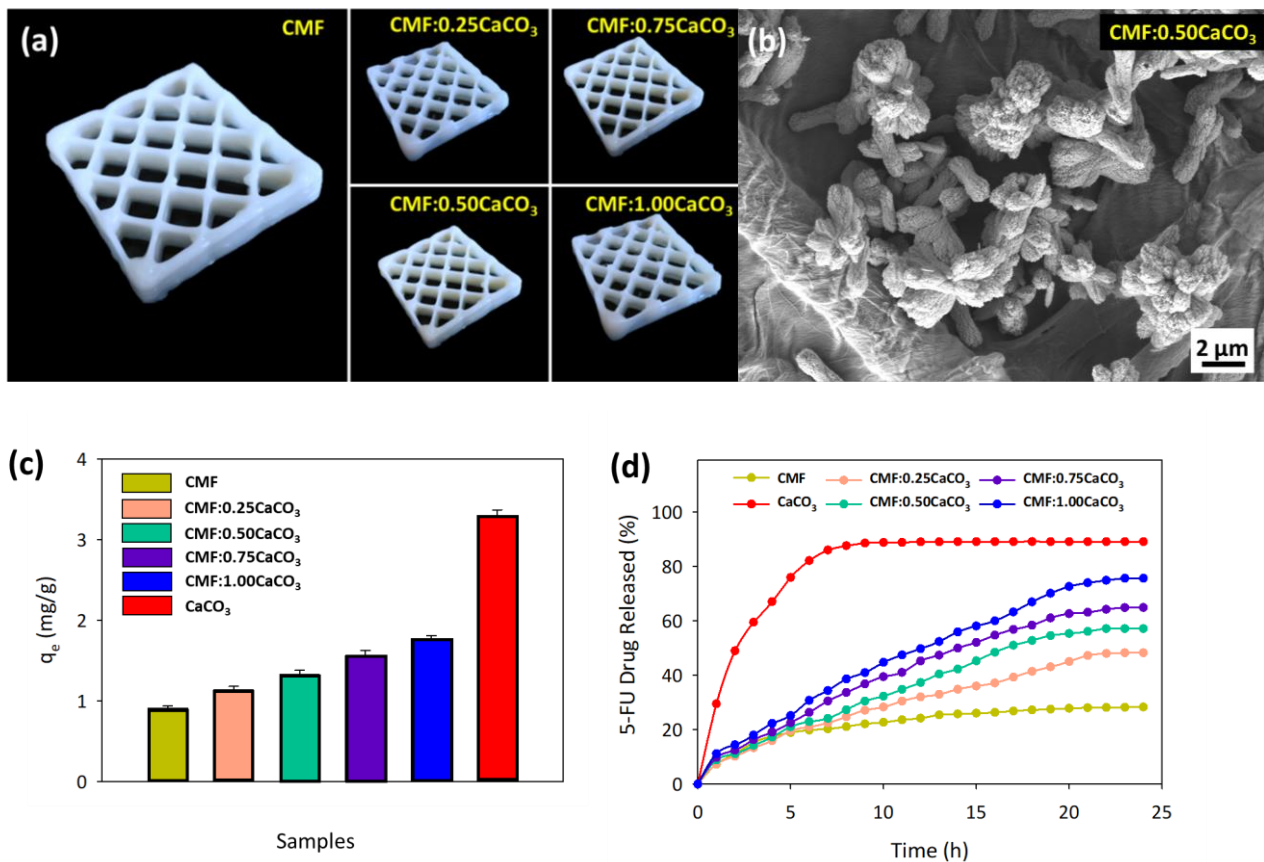 (a)
CMF
CMF:0.25CaCO₃
CMF:0.75CaCO₃
CMF:0.50CaCO₃
CMF:1.00CaCO₃
(b)
CMF:0.50CaCO₃
2 µm
(c)
qₑ (mg/g)
4
3
2
1
0
CMF
CMF:0.25CaCO₃
CMF:0.50CaCO₃
CMF:0.75CaCO₃
CMF:1.00CaCO₃
CaCO₃
Samples
(d)
5-FU Drug Released (%)
100
80
60
40
20
0
CMF
CMF:0.25CaCO₃
CMF:0.75CaCO₃
CaCO₃
CMF:0.50CaCO₃
CMF:1.00CaCO₃
0 5 10 15 20 25
Time (h)